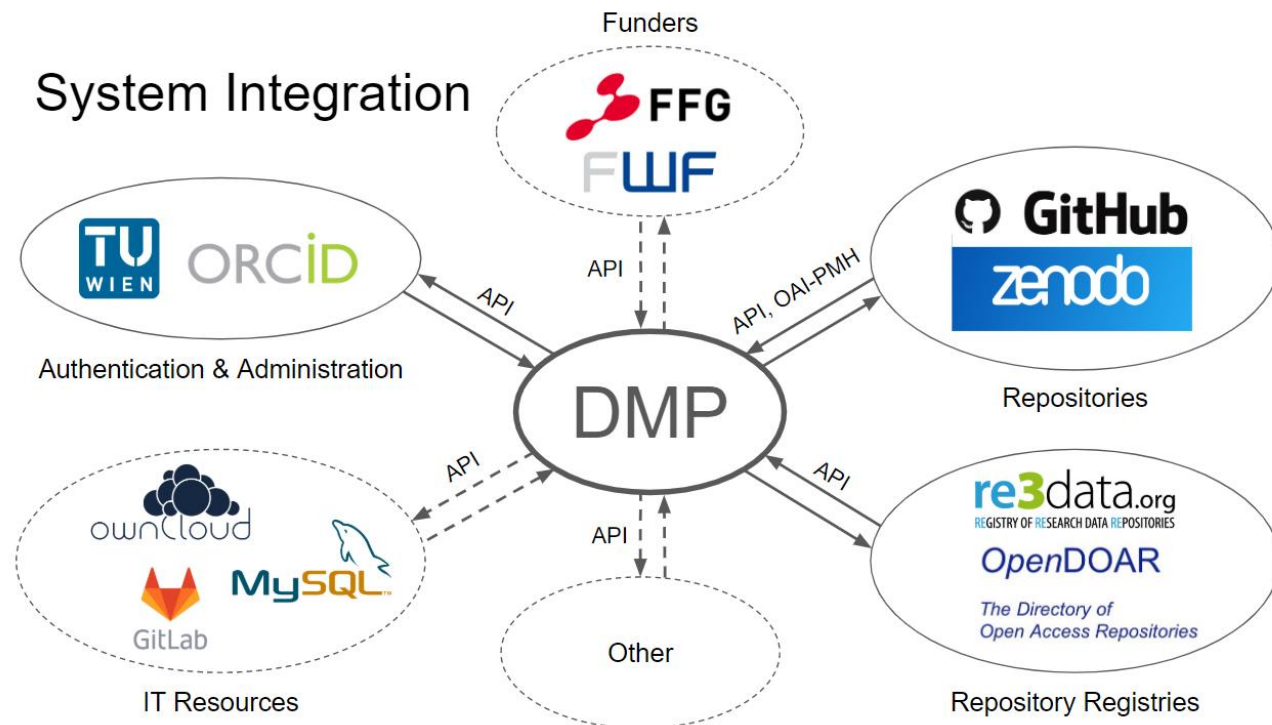 Funders
System Integration
FFG
FWF
TU
WIEN
ORCiD
API
API
API, OAI-PMH
GitHub
zenodo
Authentication & Administration
DMP
Repositories
ownCloud
GitLab
MySQL™
API
API
API
re3data.org
REGISTRY OF RESEARCH DATA REPOSITORIES
OpenDOAR
The Directory of
Open Access Repositories
Other
IT Resources
Repository Registries